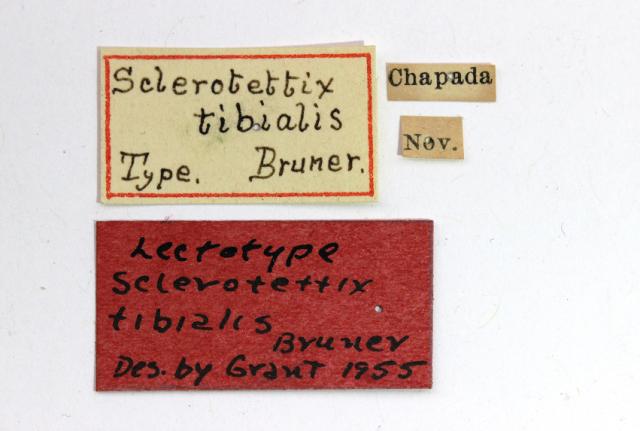 Sclerotettix
tibialis
Type. Bruner.
Chapada
Nov.
Lectotype
Sclerotettix
tibialis
Bruner
Des. by Grant 1955